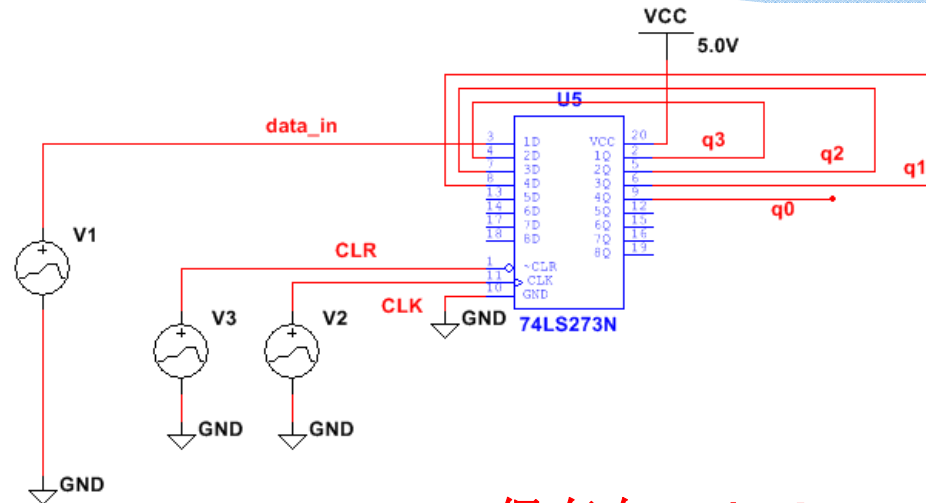 VCC
5.0V
U5
data_in
3 1D VCC 20
4 2D 1Q 2
7 3D 2Q 5
8 4D 3Q 6
13 5D 4Q 9
14 6D 5Q 12
17 7D 6Q 15
18 8D 7Q 16
8Q 19
q3
q2
q1
q0
V1
CLR
1 ~CLR
11 CLK
10 GND
CLK
V3
V2
GND
74LS273N
GND
GND
GND